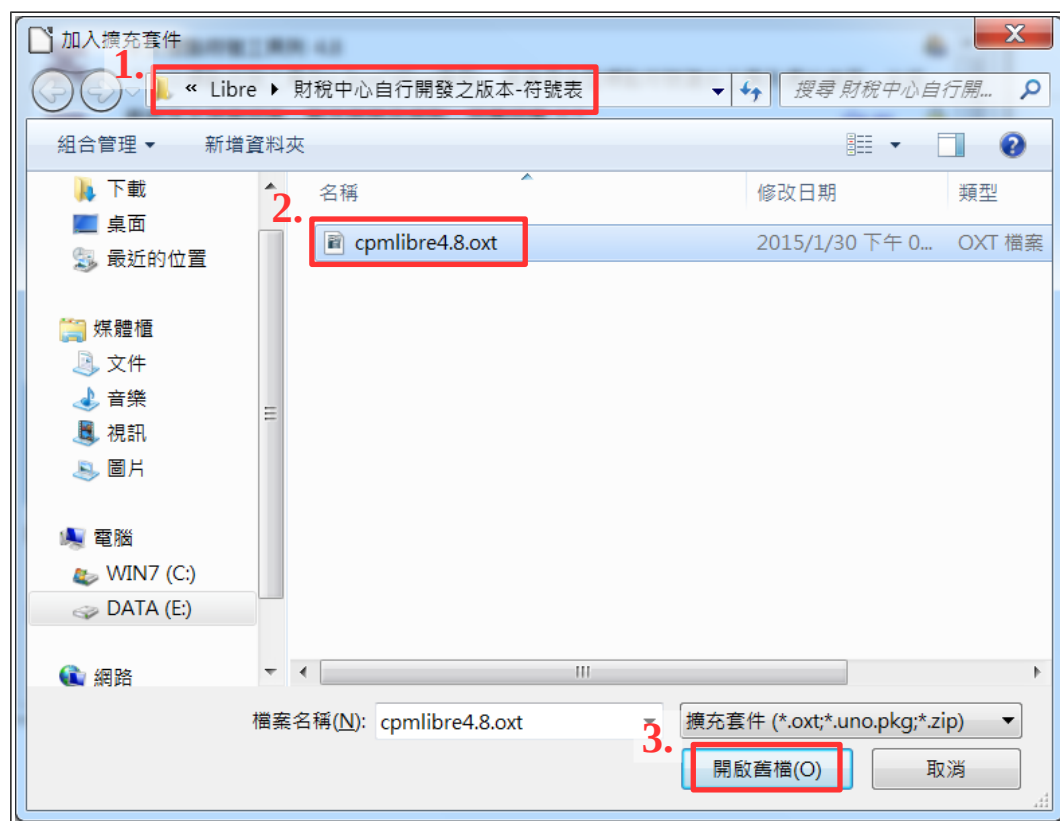 加入擴充套件
1.
« Libre ▶ 財稅中心自行開發之版本-符號表
搜尋 財稅中心自行開...
組合管理 ▼ 新增資料夾
下載
桌面
最近的位置
媒體櫃
文件
音樂
視訊
圖片
電腦
WIN7 (C:)
DATA (E:)
網路
名稱 修改日期 類型
2.
cpmlibre4.8.oxt 2015/1/30 下午 0... OXT 檔案
檔案名稱(N): cpmlibre4.8.oxt 擴充套件 (*.oxt;*.uno.pkg;*.zip)
3.
開啟舊檔(O) 取消